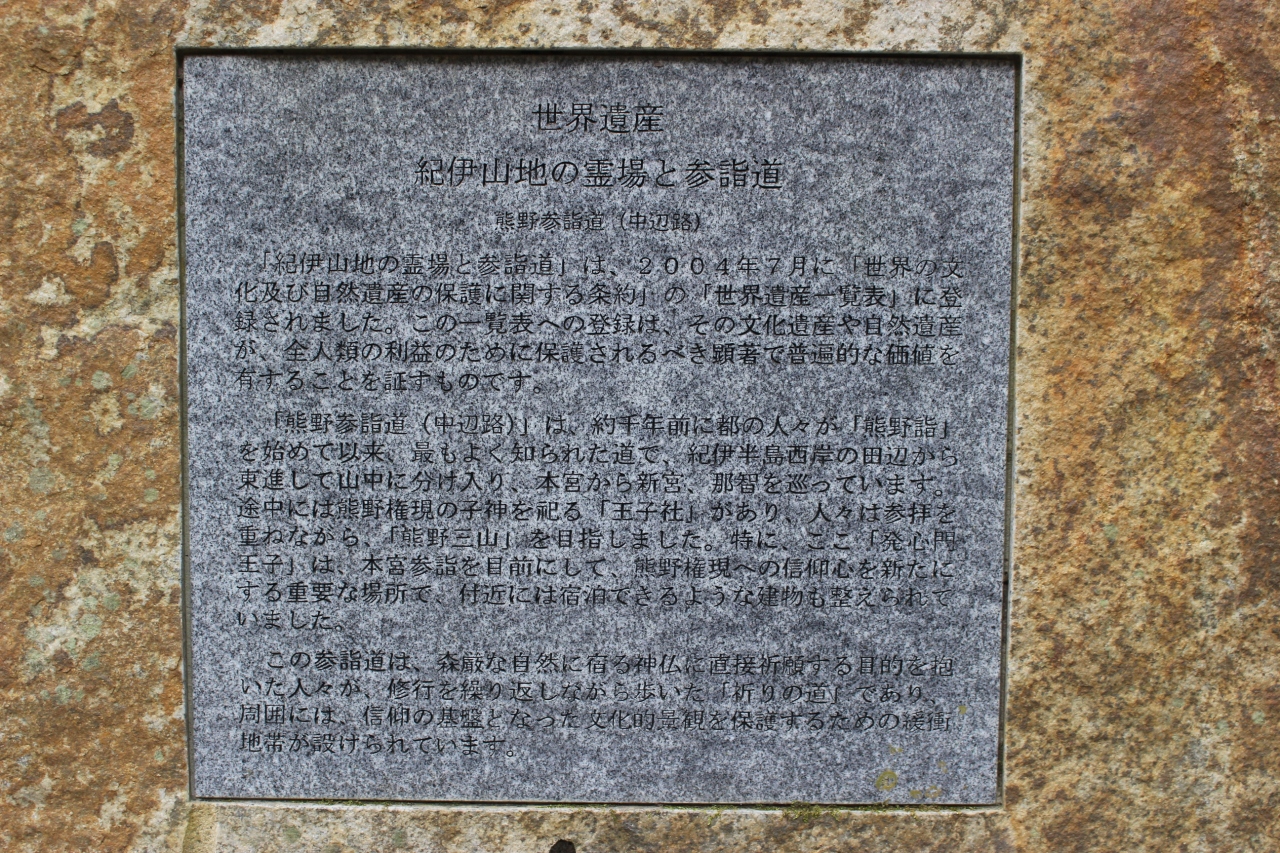 世界遺産
紀伊山地の霊場と参詣道
熊野参詣道（中辺路）
「紀伊山地の霊場と参詣道」は、２００４年７月に「世界の文
化及び自然遺産の保護に関する条約」の「世界遺産一覧表」に登
録されました。この一覧表への登録は、その文化遺産や自然遺産
が、全人類の利益のために保護されるべき顕著で普遍的な価値を
有することを証すものです。
「熊野参詣道（中辺路）」は、約千年前に都の人々が「熊野詣」
を始めて以来、最もよく知られた道で、紀伊半島西岸の田辺から
東進して山中に分け入り、本宮から新宮、那智を巡っています。
途中には熊野権現の子神を祀る「王子社」があり、人々は参拝を
重ねながら、「熊野三山」を目指しました。特に、ここ「発心門
王子」は、本宮参詣を目前にして、熊野権現への信仰心を新たに
する重要な場所で、付近には宿泊できるような建物も整えられて
いました。
この参詣道は、森厳な自然に宿る神仏に直接祈願する目的を抱
いた人々が、修行を繰り返しながら歩いた「祈りの道」であり、
周囲には、信仰の基盤となった文化的景観を保護するための緩衝
地帯が設けられています。